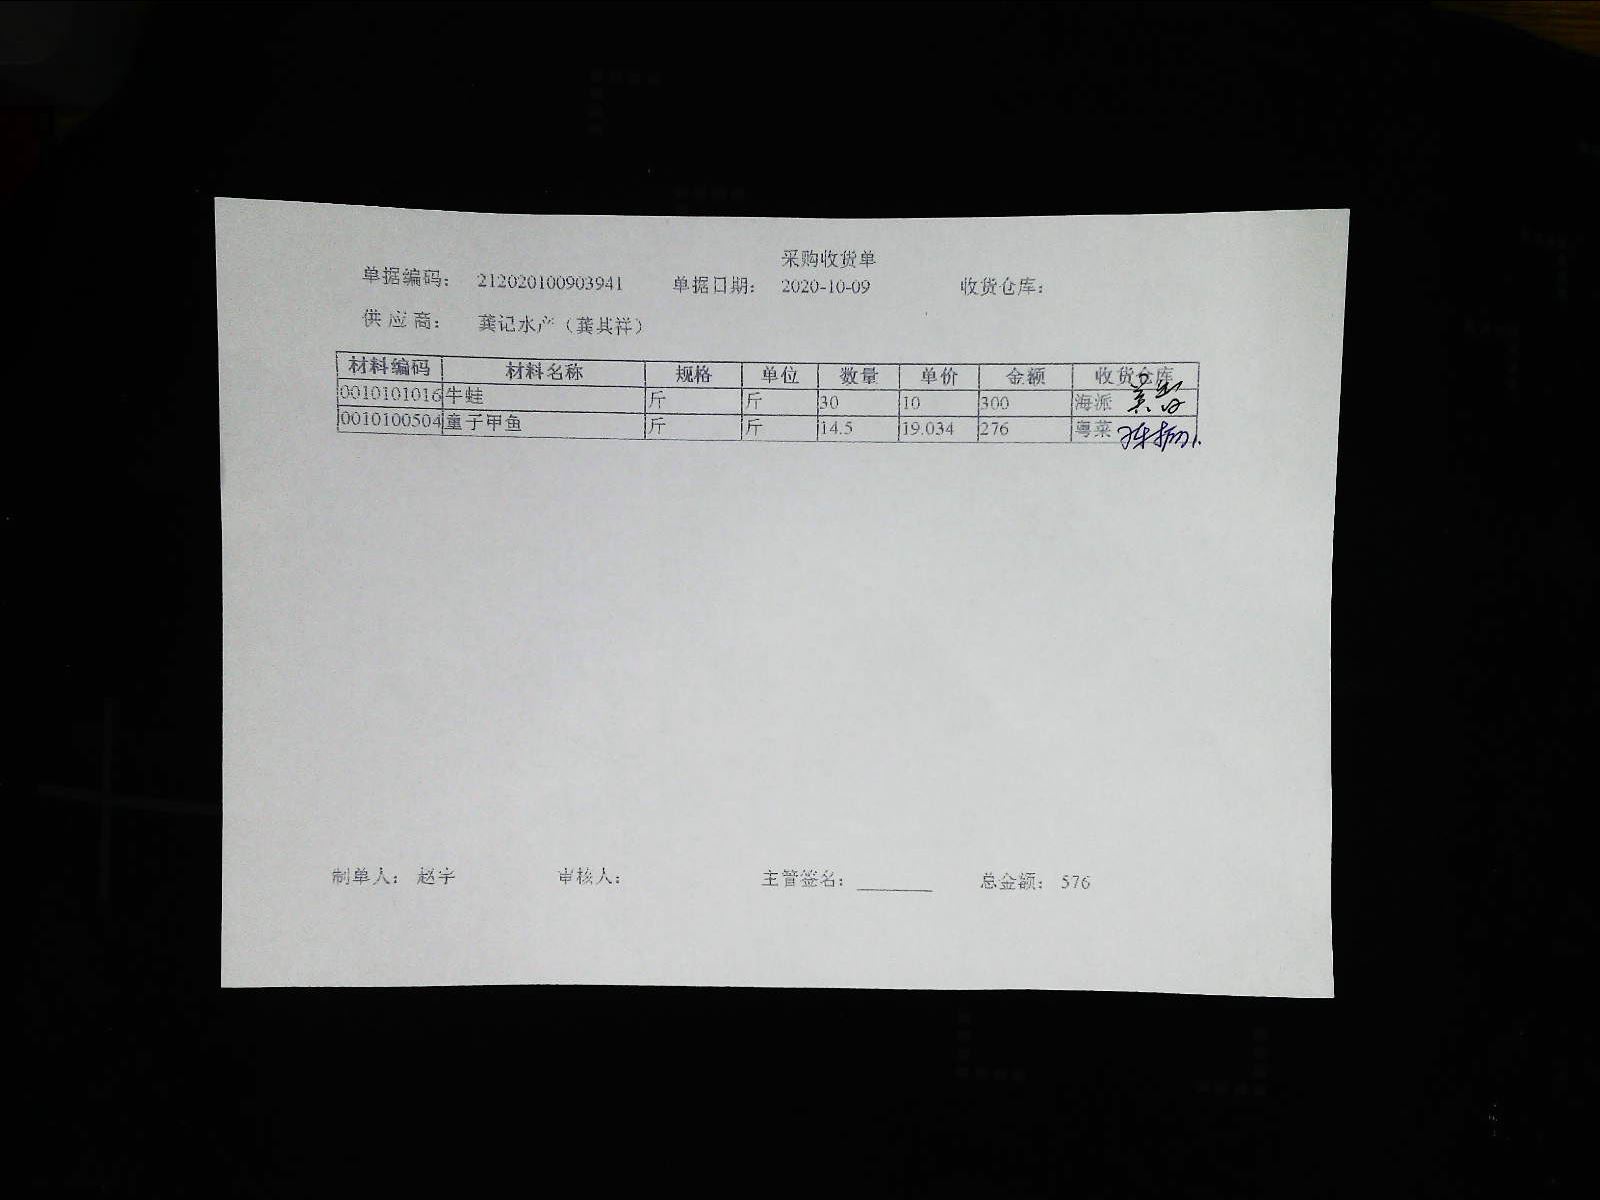 采购收货单
单据编码: 212020100903941 单据日期: 2020-10-09 收货仓库:
供应商: 龚记水产（龚其祥）
材料编码 材料名称 规格 单位 数量 单价 金额 收货仓库
0010101016 牛蛙 斤 斤 30 10 300 海派
0010100504 童子甲鱼 斤 斤 14.5 19.034 276 粤菜
制单人: 赵宇 审核人: 主管签名: 总金额: 576